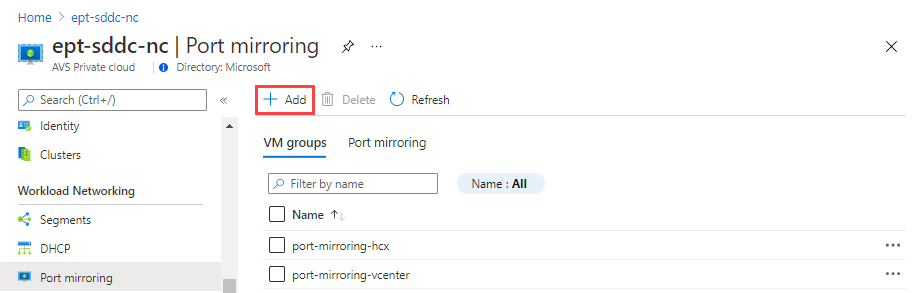 Home > ept-sddc-nc
ept-sddc-nc | Port mirroring ...
AVS Private cloud
Directory: Microsoft
Search (Ctrl+/)
«
Identity
Clusters
Workload Networking
Segments
DHCP
Port mirroring
+ Add
Delete
Refresh
VM groups
Port mirroring
Filter by name
Name : All
Name ↑↓
port-mirroring-hcx ...
port-mirroring-vcenter ...